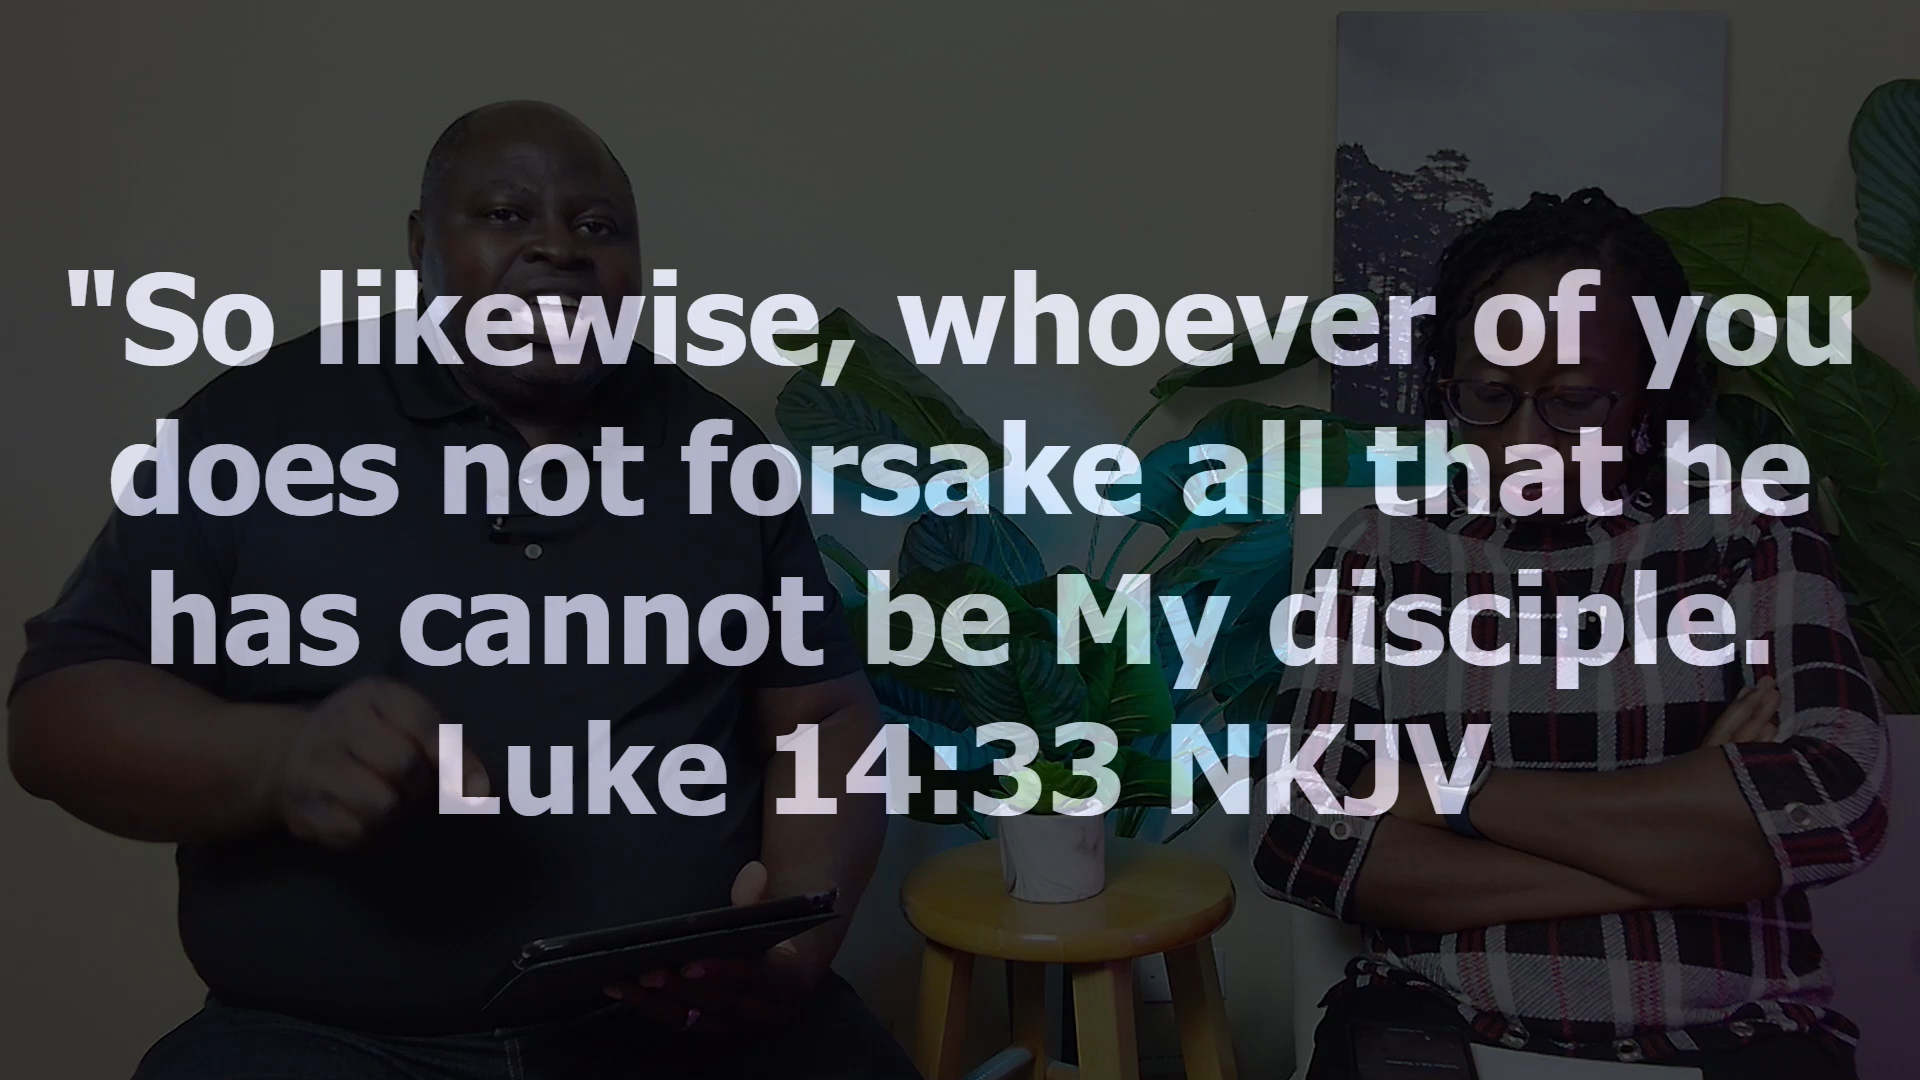 "So likewise, whoever of you
does not forsake all that he
has cannot be My disciple.
Luke 14:33 NKJV